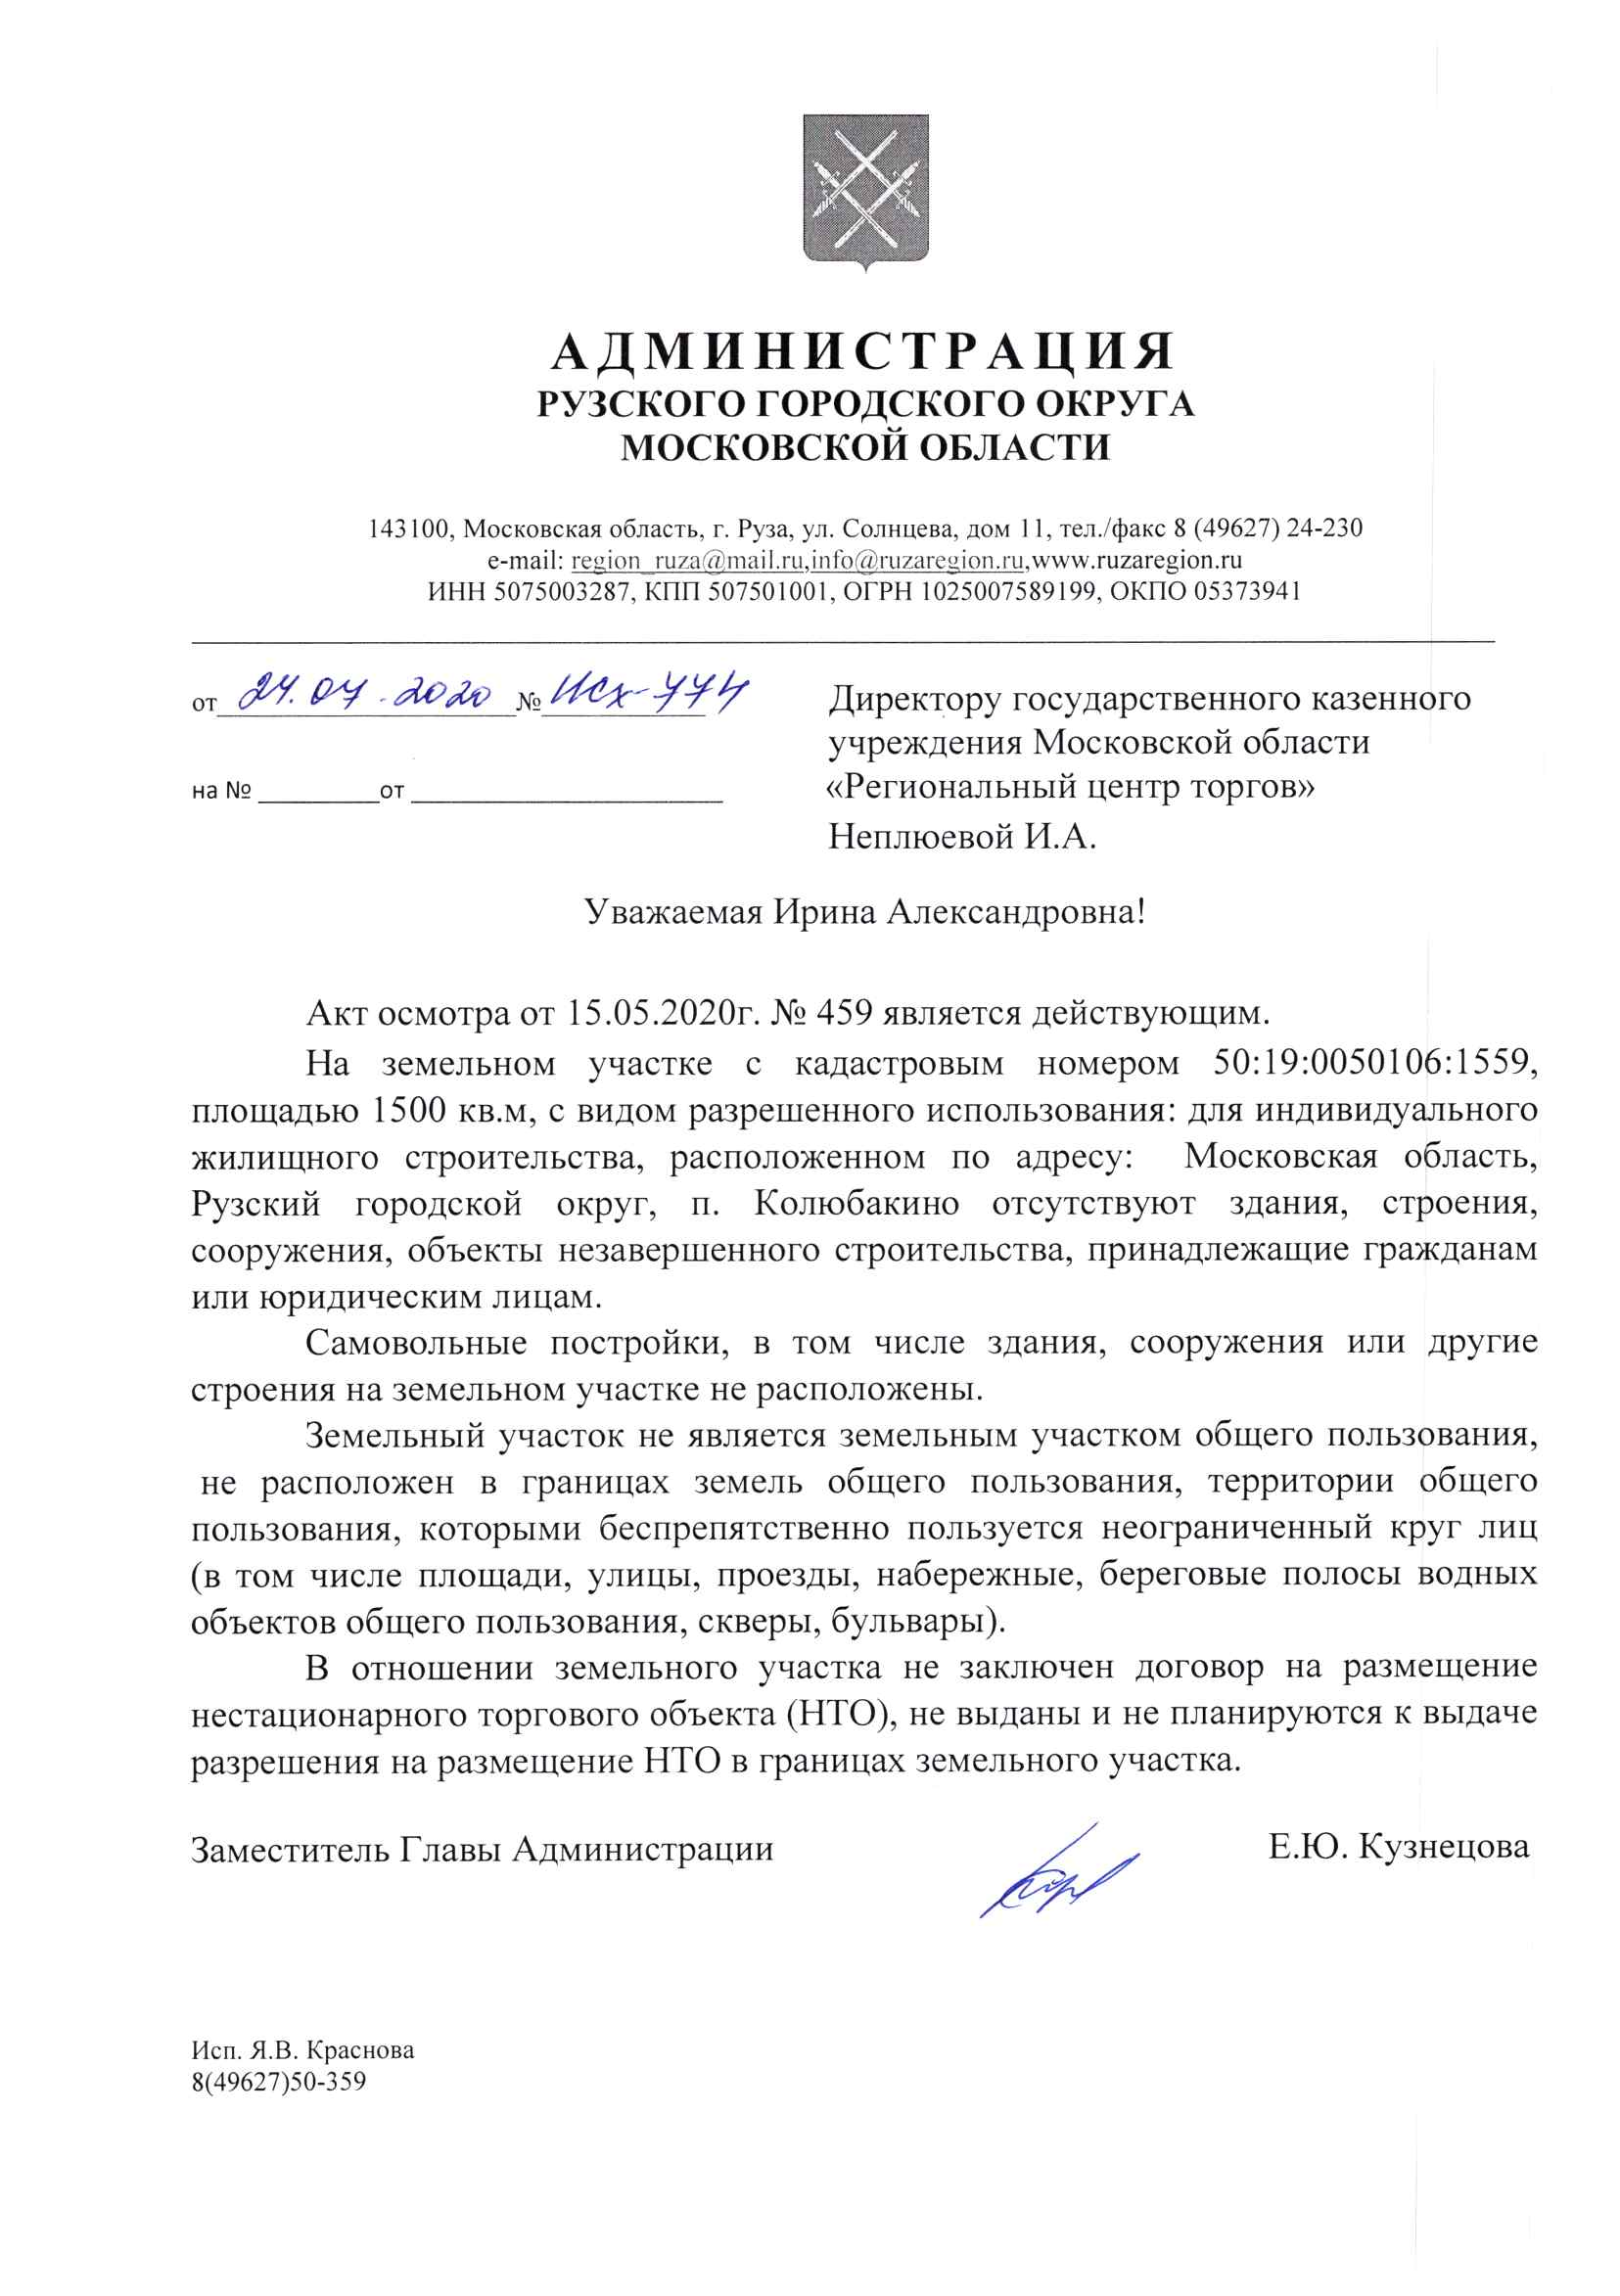 АДМИНИСТРАЦИЯ
РУЗСКОГО ГОРОДСКОГО ОКРУГА
МОСКОВСКОЙ ОБЛАСТИ
143100, Московская область, г. Руза, ул. Солнцева, дом 11, тел./факс 8 (49627) 24-230
e-mail: region_ruza@mail.ru,info@ruzaregion.ru,www.ruzaregion.ru
ИНН 5075003287, КПП 507501001, ОГРН 1025007589199, ОКПО 05373941
от 24.07.2020 № Исх-774
на № от
Директору государственного казенного
учреждения Московской области
«Региональный центр торгов»
Неплюевой И.А.
Уважаемая Ирина Александровна!
Акт осмотра от 15.05.2020г. № 459 является действующим.
На земельном участке с кадастровым номером 50:19:0050106:1559,
площадью 1500 кв.м, с видом разрешенного использования: для индивидуального
жилищного строительства, расположенном по адресу: Московская область,
Рузский городской округ, п. Колюбакино отсутствуют здания, строения,
сооружения, объекты незавершенного строительства, принадлежащие гражданам
или юридическим лицам.
Самовольные постройки, в том числе здания, сооружения или другие
строения на земельном участке не расположены.
Земельный участок не является земельным участком общего пользования,
не расположен в границах земель общего пользования, территории общего
пользования, которыми беспрепятственно пользуется неограниченный круг лиц
(в том числе площади, улицы, проезды, набережные, береговые полосы водных
объектов общего пользования, скверы, бульвары).
В отношении земельного участка не заключен договор на размещение
нестационарного торгового объекта (НТО), не выданы и не планируются к выдаче
разрешения на размещение НТО в границах земельного участка.
Заместитель Главы Администрации Е.Ю. Кузнецова
Исп. Я.В. Краснова
8(49627)50-359